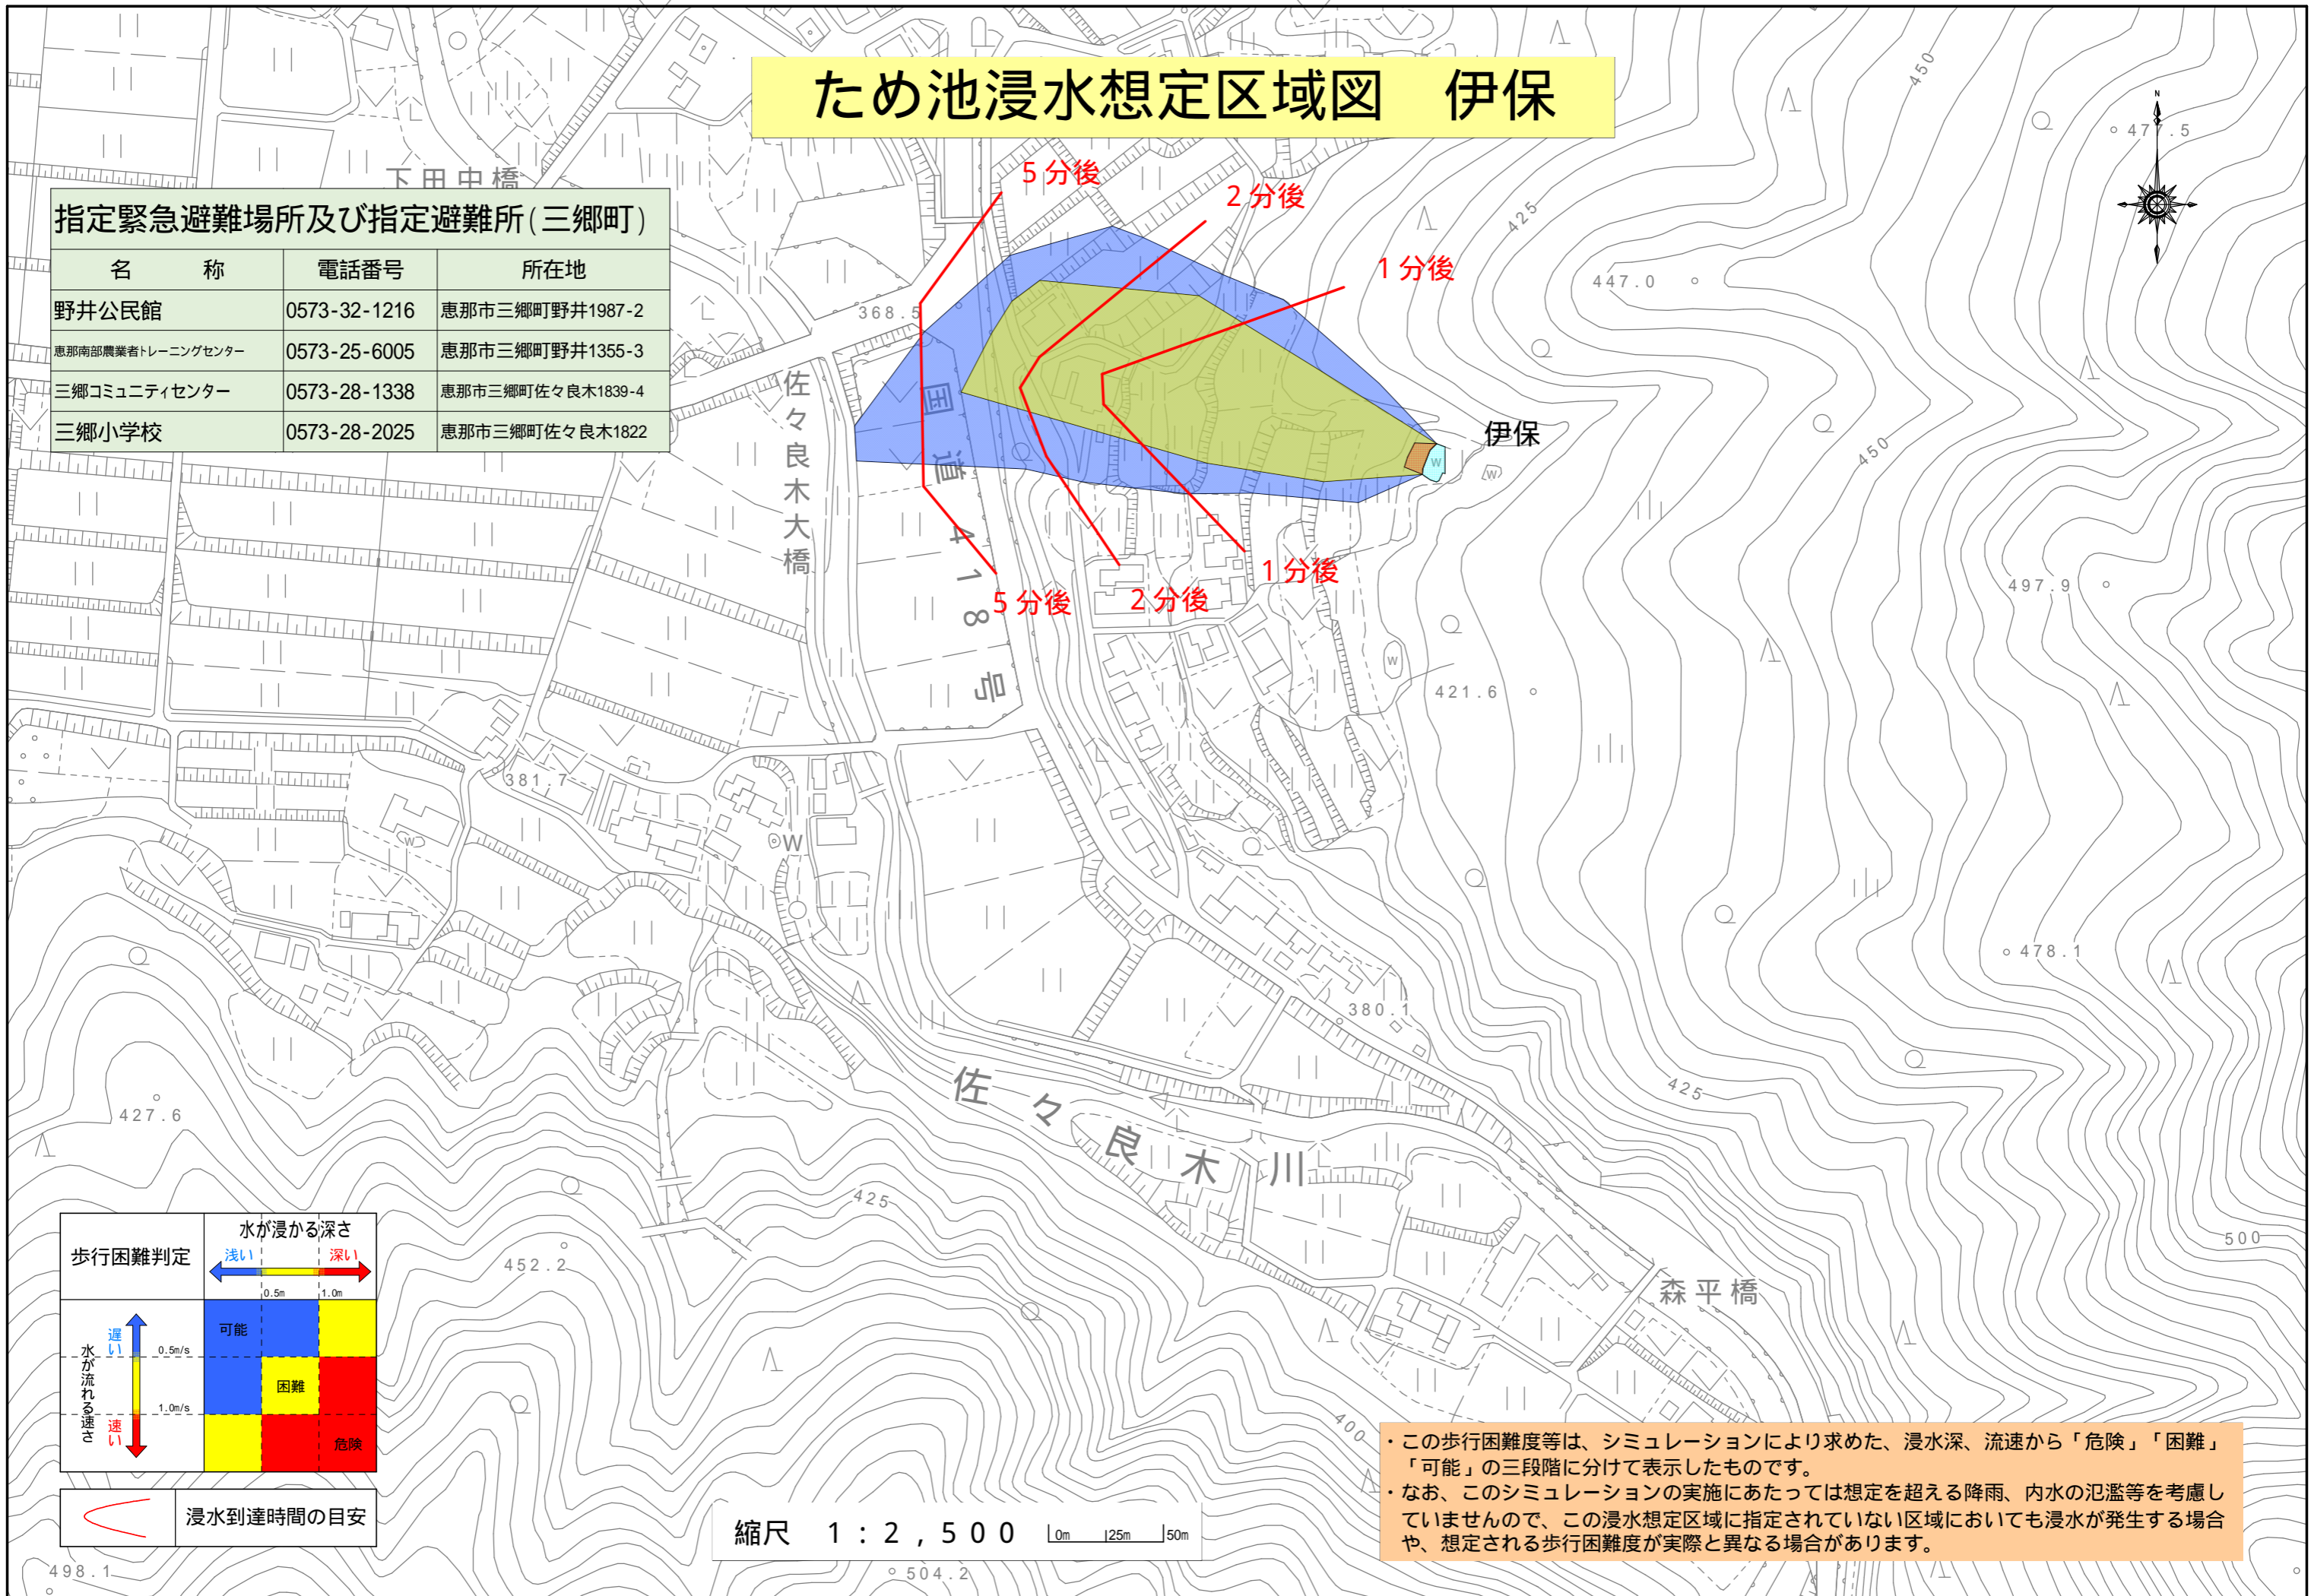 ため池浸水想定区域図　伊保
N
477.5
450
425
447.0
下田中橋
指定緊急避難場所及び指定避難所(三郷町)
名　称　電話番号　所在地
野井公民館　0573-32-1216　恵那市三郷町野井1987-2
恵那南部農業者トレーニングセンター　0573-25-6005　恵那市三郷町野井1355-3
三郷コミュニティセンター　0573-28-1338　恵那市三郷町佐々良木1839-4
三郷小学校　0573-28-2025　恵那市三郷町佐々良木1822
5分後
2分後
1分後
368.5
佐々良木大橋
国道418号
伊保
W
W
450
1分後
2分後
5分後
497.9
W
421.6
381.7
W
W
478.1
380.1
425
佐々良木川
427.6
425
452.2
500
森平橋
400
歩行困難判定
水が浸かる深さ
浅い　深い
0.5m　1.0m
水が流れる速さ
遅い
0.5m/s
1.0m/s
速い
可能
困難
危険
浸水到達時間の目安
縮尺　1：2,500　0m　25m　50m
・この歩行困難度等は、シミュレーションにより求めた、浸水深、流速から「危険」「困難」
「可能」の三段階に分けて表示したものです。
・なお、このシミュレーションの実施にあたっては想定を超える降雨、内水の氾濫等を考慮し
ていませんので、この浸水想定区域に指定されていない区域においても浸水が発生する場合
や、想定される歩行困難度が実際と異なる場合があります。
498.1
504.2